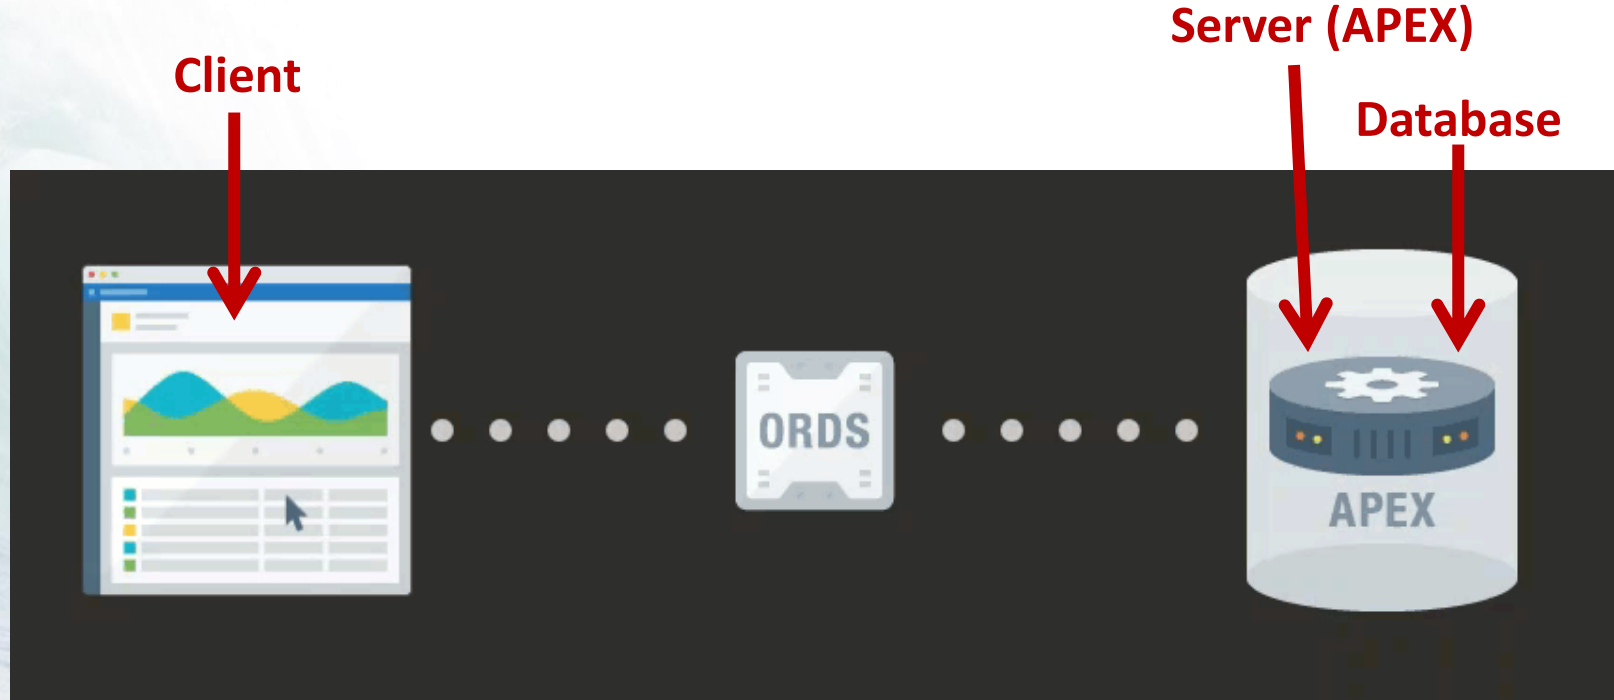 Server (APEX)
Client
Database
ORDS
APEX